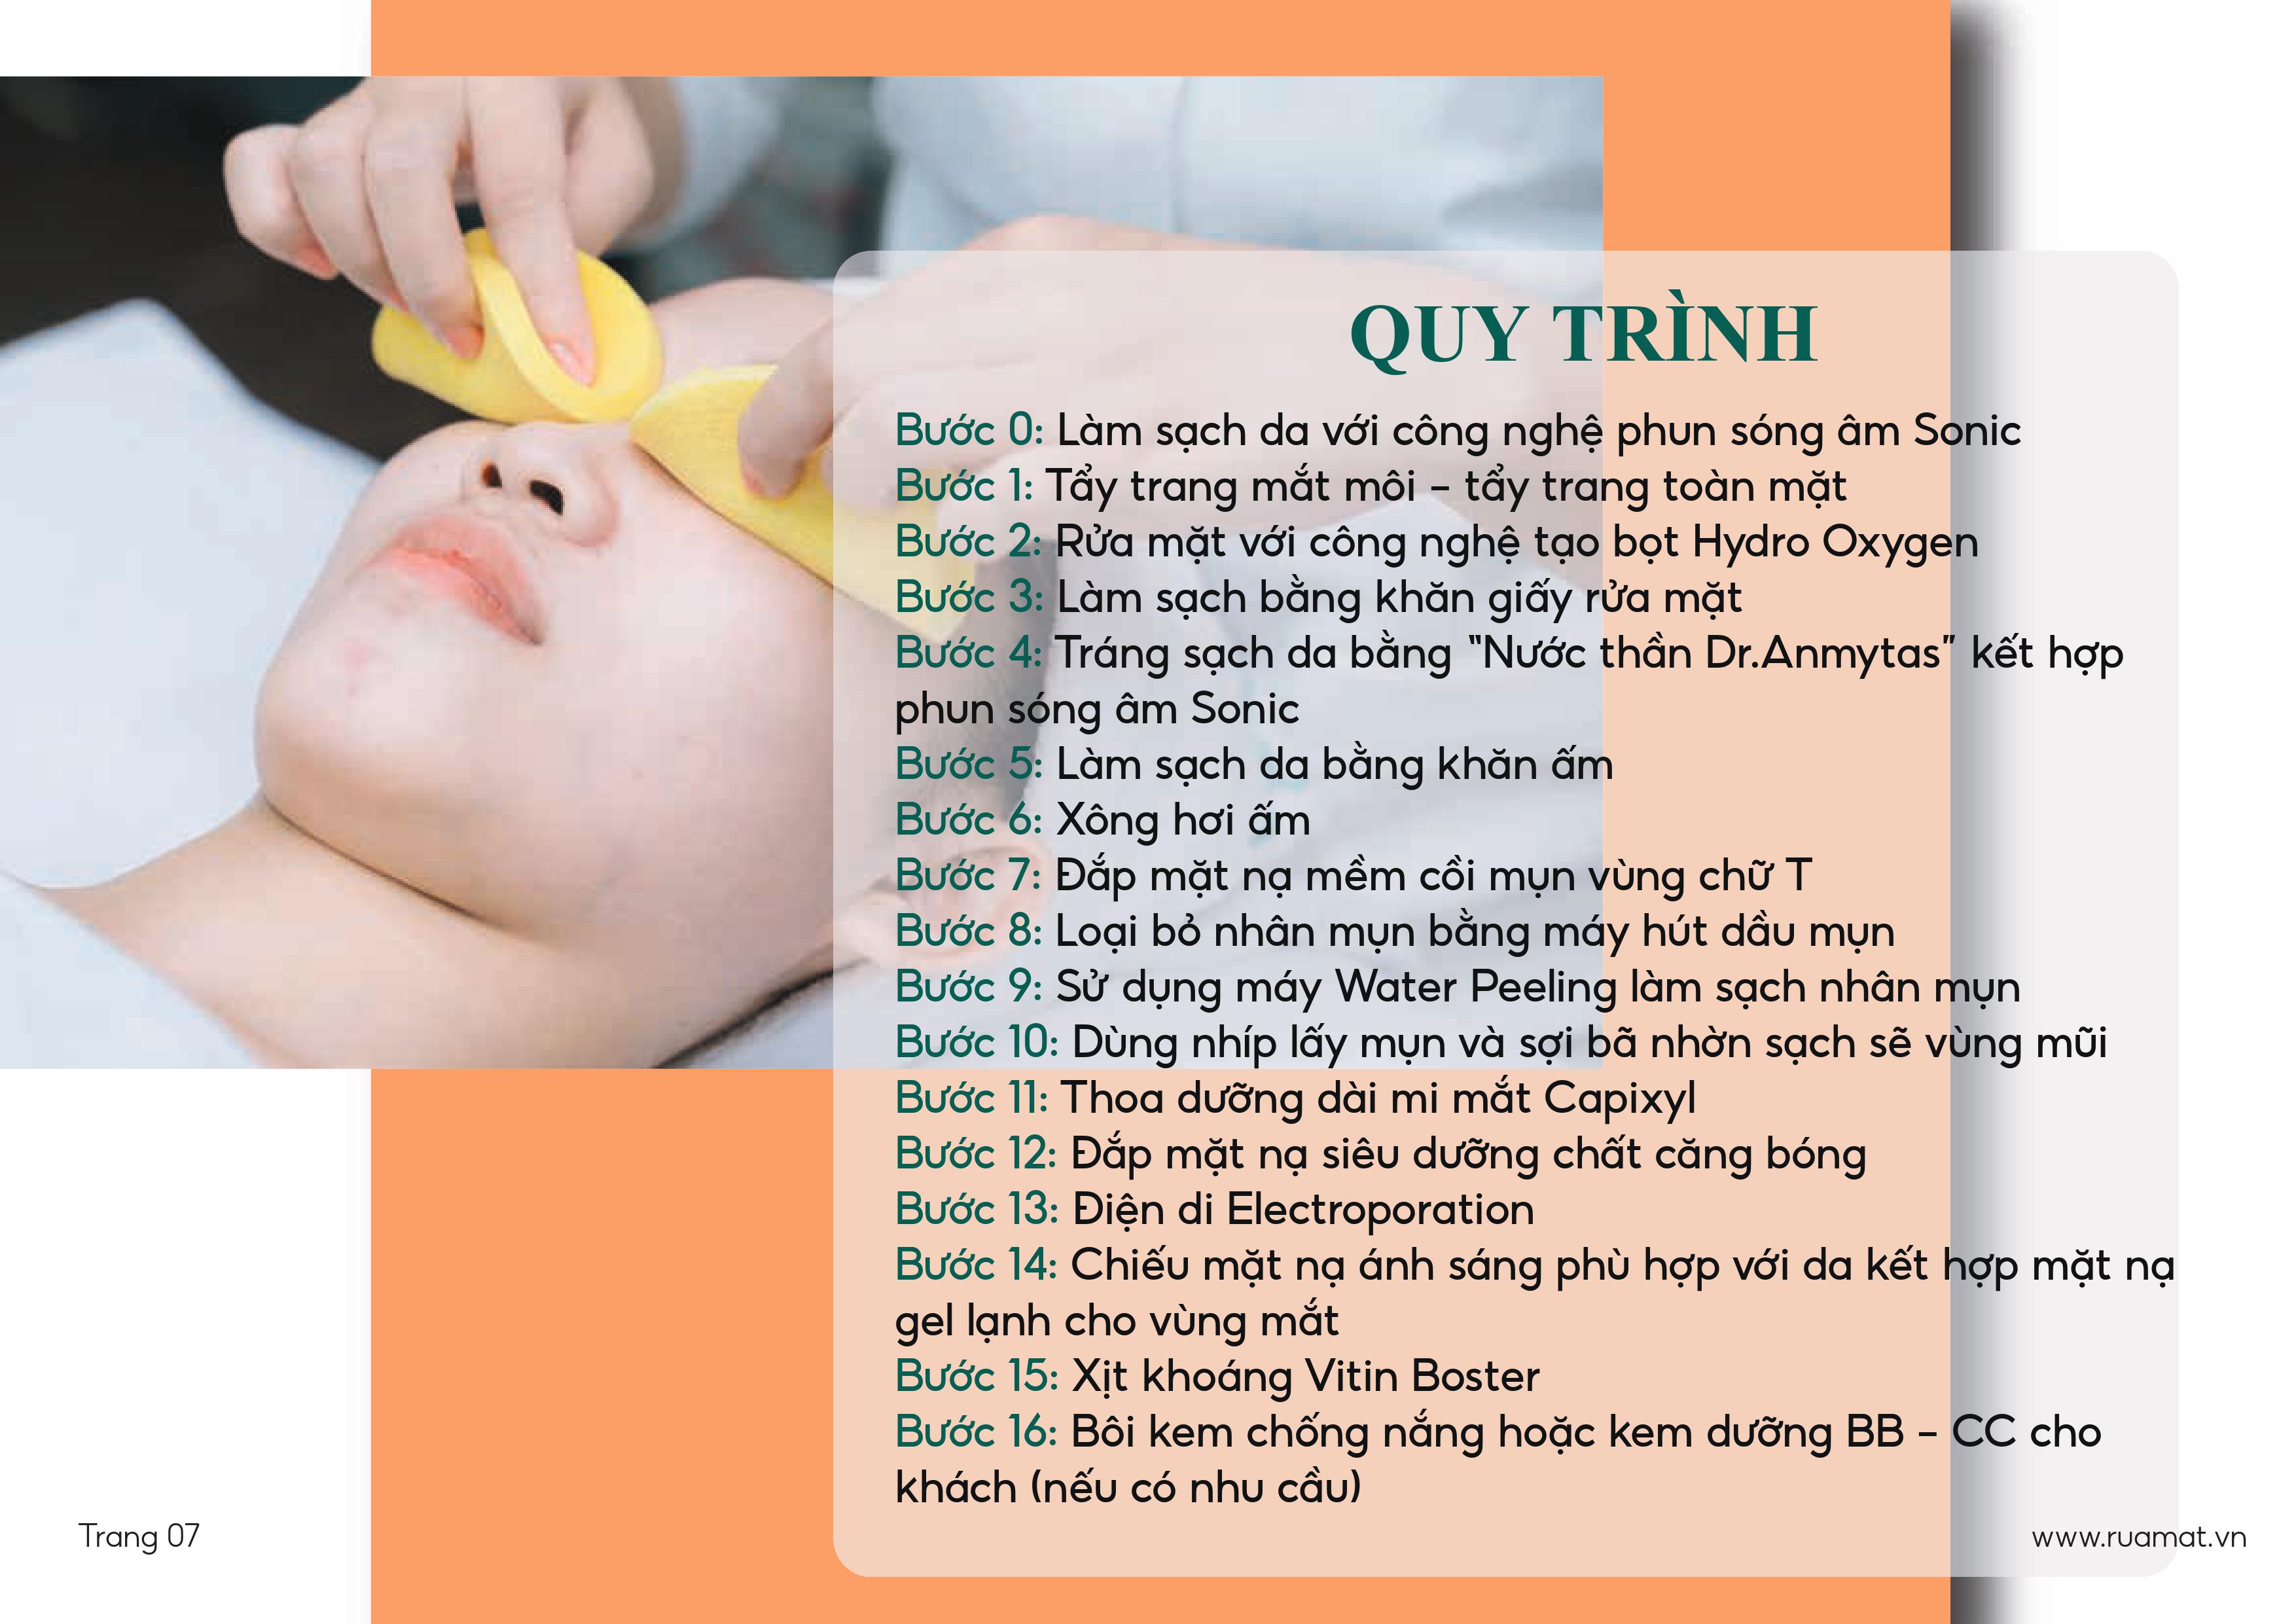 QUY TRÌNH
Bước 0: Làm sạch da với công nghệ phun sóng âm Sonic
Bước 1: Tẩy trang mắt môi – tẩy trang toàn mặt
Bước 2: Rửa mặt với công nghệ tạo bọt Hydro Oxygen
Bước 3: Làm sạch bằng khăn giấy rửa mặt
Bước 4: Tráng sạch da bằng “Nước thần Dr.Anmytas” kết hợp
phun sóng âm Sonic
Bước 5: Làm sạch da bằng khăn ấm
Bước 6: Xông hơi ấm
Bước 7: Đắp mặt nạ mềm cồi mụn vùng chữ T
Bước 8: Loại bỏ nhân mụn bằng máy hút dầu mụn
Bước 9: Sử dụng máy Water Peeling làm sạch nhân mụn
Bước 10: Dùng nhíp lấy mụn và sợi bã nhờn sạch sẽ vùng mũi
Bước 11: Thoa dưỡng dài mi mắt Capixyl
Bước 12: Đắp mặt nạ siêu dưỡng chất căng bóng
Bước 13: Điện di Electroporation
Bước 14: Chiếu mặt nạ ánh sáng phù hợp với da kết hợp mặt nạ
gel lạnh cho vùng mắt
Bước 15: Xịt khoáng Vitin Boster
Bước 16: Bôi kem chống nắng hoặc kem dưỡng BB – CC cho
khách (nếu có nhu cầu)
Trang 07
www.ruamat.vn